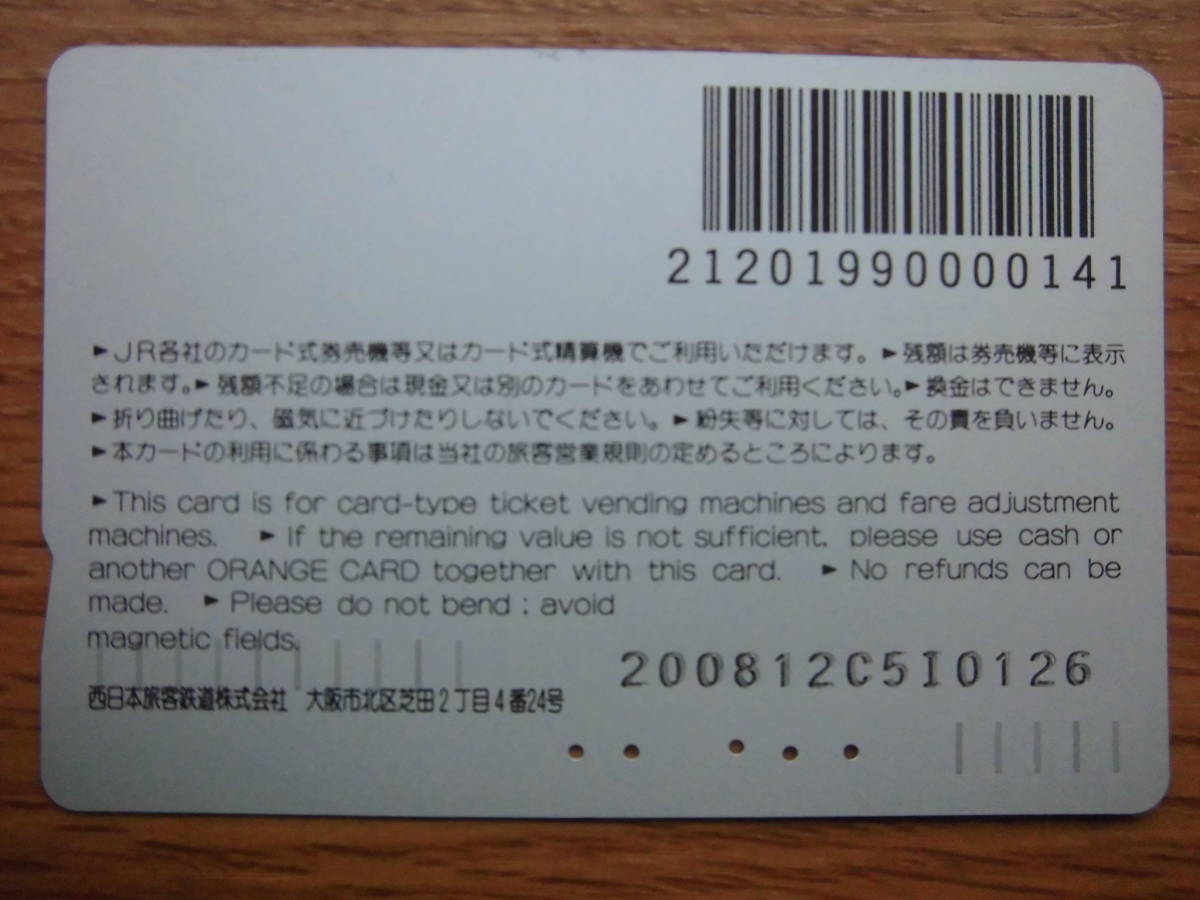 21201990000141
►JR各社のカード式券売機等又はカード式精算機でご利用いただけます。►残額は券売機等に表示
されます。►残額不足の場合は現金又は別のカードをあわせてご利用ください。►換金はできません。
►折り曲げたり、磁気に近づけたりしないでください。►紛失等に対しては、その責を負いません。
►本カードの利用に係わる事項は当社の旅客営業規則の定めるところによります。
►This card is for card-type ticket vending machines and fare adjustment
machines. ►If the remaining value is not sufficient, please use cash or
another ORANGE CARD together with this card. ►No refunds can be
made. ►Please do not bend ; avoid
magnetic fields.
200812C5I0126
西日本旅客鉄道株式会社 大阪市北区芝田2丁目4番24号